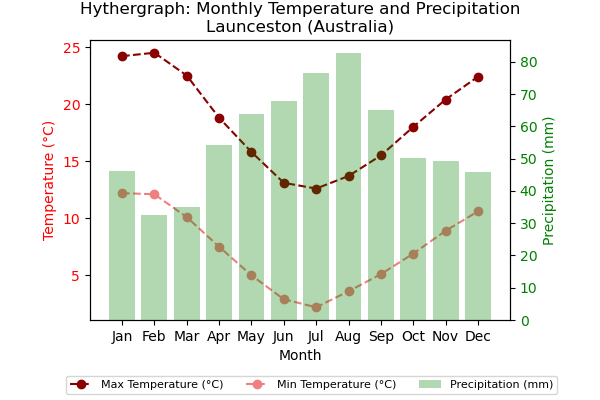 Hythergraph: Monthly Temperature and Precipitation
Launceston (Australia)
25
20
15
10
5
Temperature (°C)
80
70
60
50
40
30
20
10
0
Precipitation (mm)
Jan Feb Mar Apr May Jun Jul Aug Sep Oct Nov Dec
Month
Max Temperature (°C) Min Temperature (°C) Precipitation (mm)